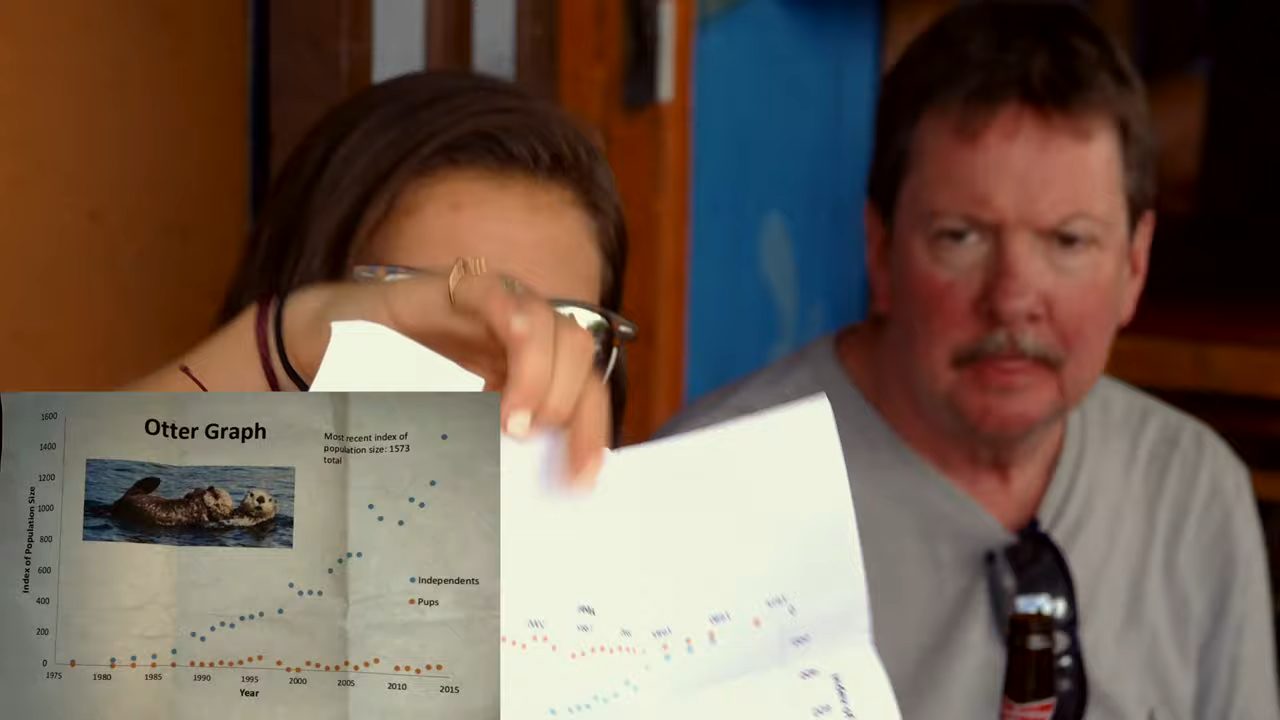 Otter Graph
Most recent index of
population size: 1573
total
1600
1400
1200
1000
800
600
400
200
0
Index of Population Size
Independents
Pups
1975
1980
1985
1990
1995
2000
2005
2010
2015
Year